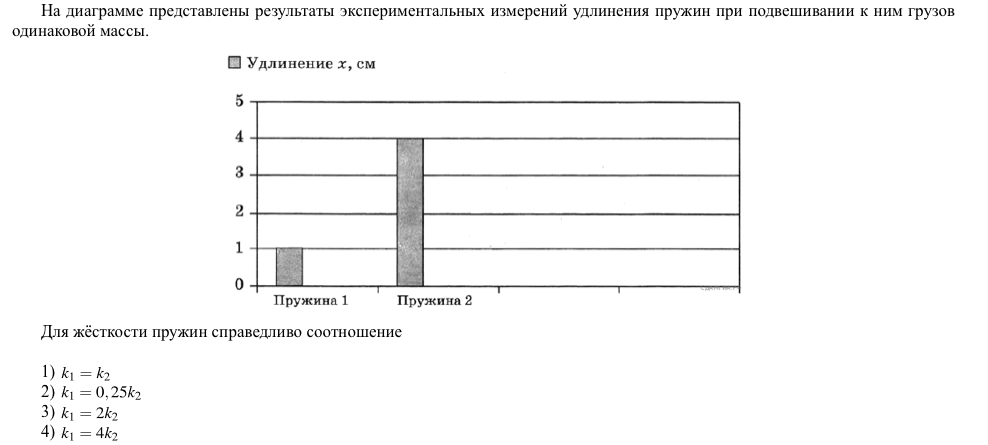 На диаграмме представлены результаты экспериментальных измерений удлинения пружин при подвешивании к ним грузов
одинаковой массы.
Удлинение x, см
5
4
3
2
1
0
Пружина 1 Пружина 2
Для жёсткости пружин справедливо соотношение
1) k₁ = k₂
2) k₁ = 0,25k₂
3) k₁ = 2k₂
4) k₁ = 4k₂